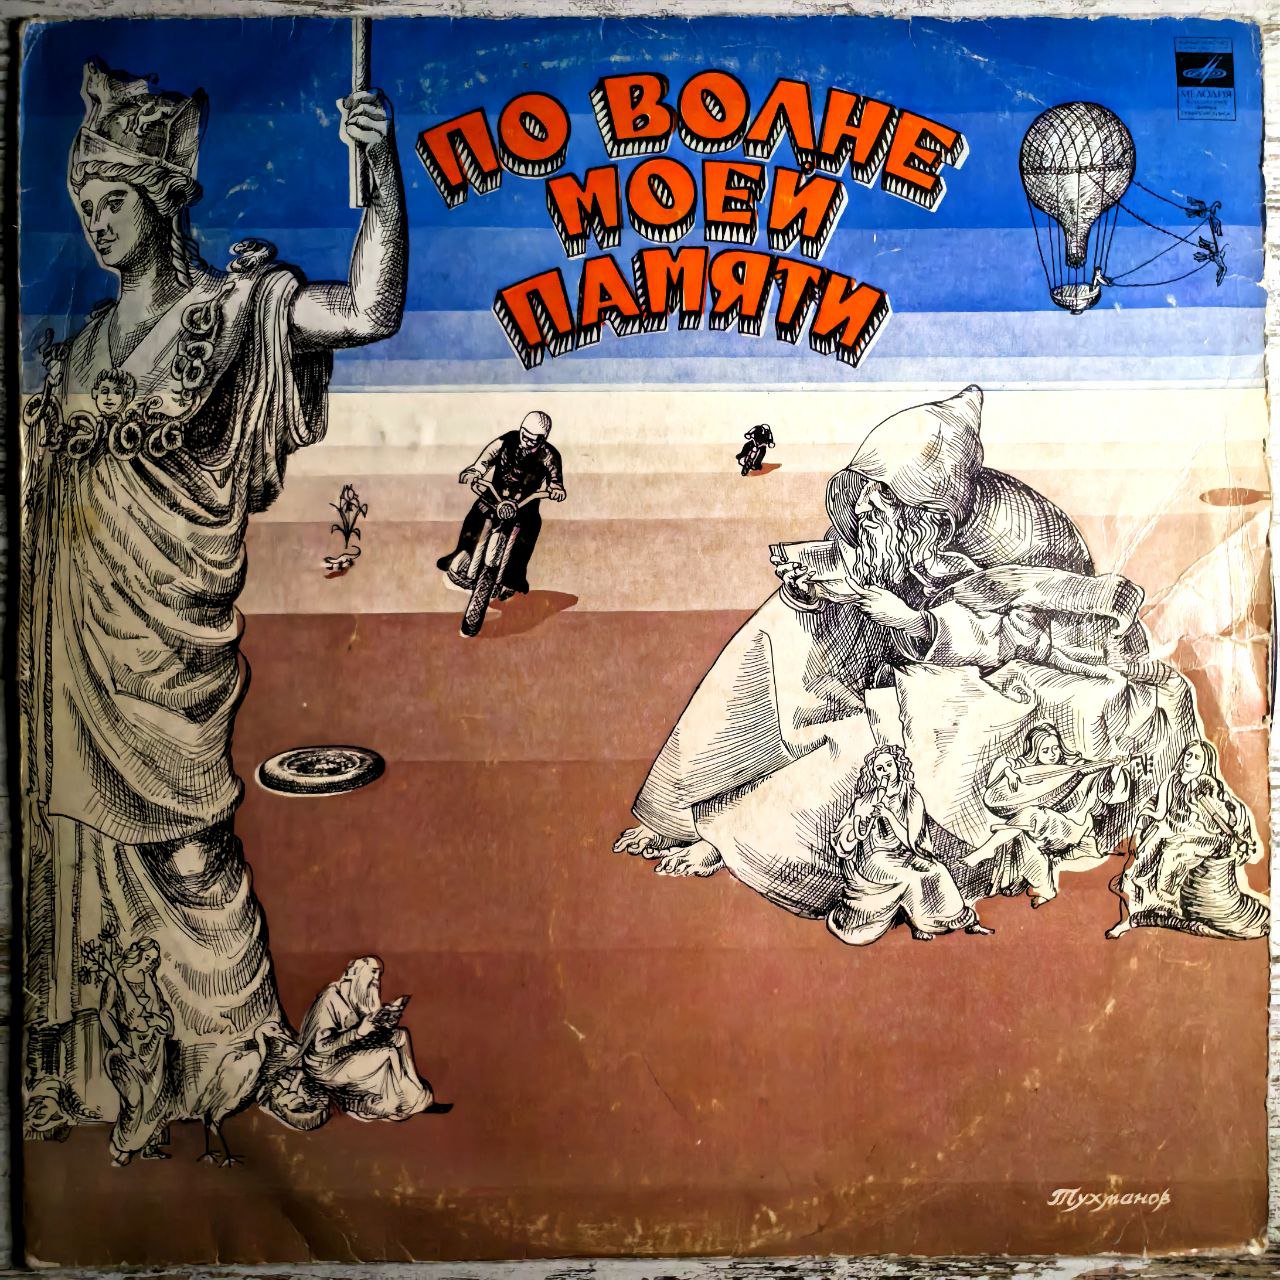 ПО ВОЛНЕ
МОЕЙ
ПАМЯТИ
МЕЛОДИЯ
Тухманов